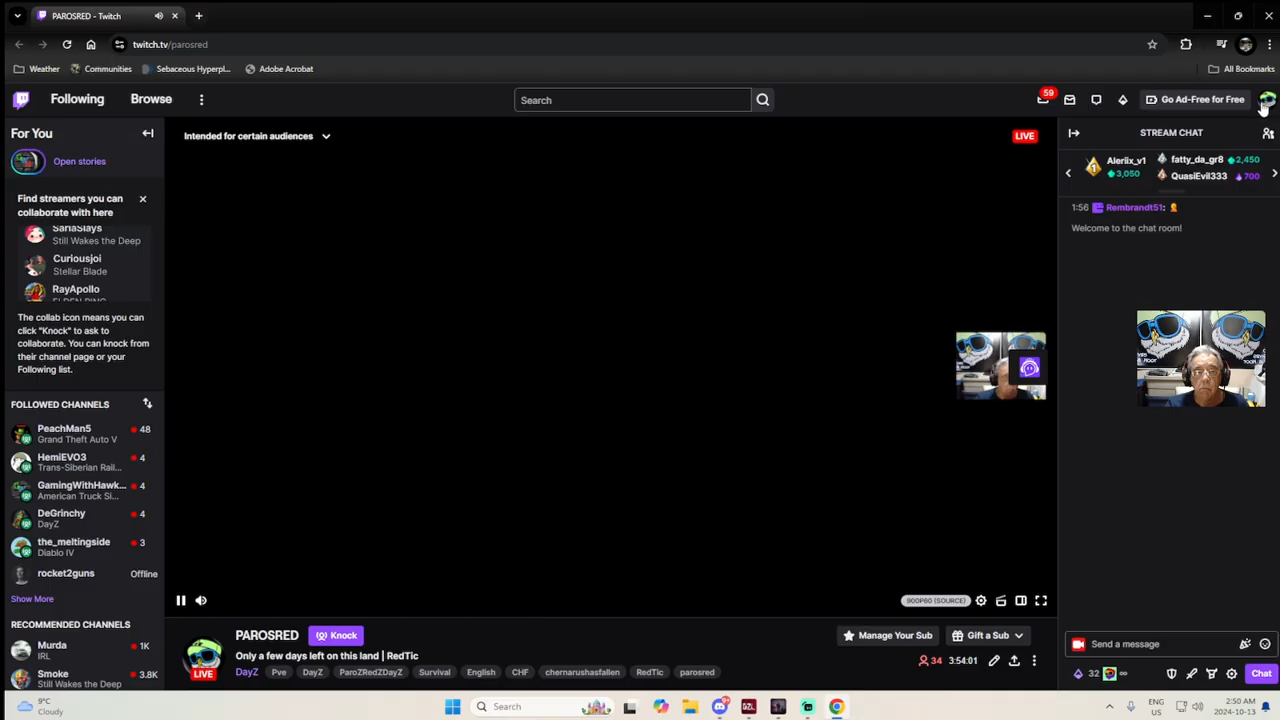 PAROSRED - Twitch
twitch.tv/parosred
Weather
Communities
Sebaceous Hyperpl...
Adobe Acrobat
All Bookmarks
Following
Browse
Search
59
Go Ad-Free for Free
For You
Open stories
Find streamers you can
collaborate with here
SarlaSlays
Still Wakes the Deep
Curiousjoi
Stellar Blade
RayApollo
ELDEN RING
The collab icon means you can
click "Knock" to ask to
collaborate. You can knock from
their channel page or your
Following list.
FOLLOWED CHANNELS
PeachMan5 48
Grand Theft Auto V
HemiEVO3 4
Trans-Siberian Rail...
GamingWithHawk... 4
American Truck Si...
DeGrinchy 4
DayZ
the_meltingside 3
Diablo IV
rocket2guns Offline
Show More
RECOMMENDED CHANNELS
Murda 1K
IRL
Smoke 3.8K
Still Wakes the Deep
Intended for certain audiences
LIVE
900P60 (SOURCE)
PAROSRED
Knock
Only a few days left on this land | RedTic
DayZ Pve DayZ ParoZRedZDayZ Survival English CHF chernarushasfallen RedTic parosred
LIVE
Manage Your Sub
Gift a Sub
34 3:54:01
STREAM CHAT
1 Aleriix_v1 3,050
fatty_da_gr8 2,450
QuasiEvil333 700
1:56 Rembrandt51:
Welcome to the chat room!
Send a message
32 ∞
Chat
9°C
Cloudy
Search
ENG
US
2:50 AM
2024-10-13